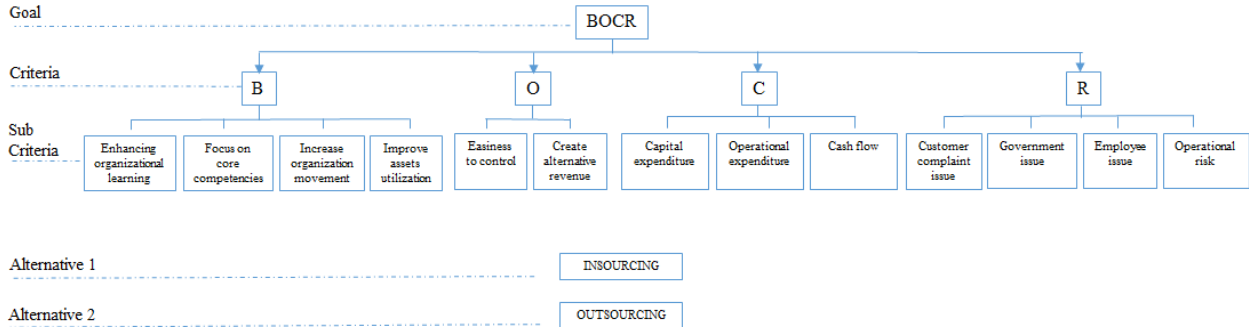 Goal
BOCR
Criteria
B
O
C
R
Sub
Criteria
Enhancing
organizational
learning
Focus on
core
competencies
Increase
organization
movement
Improve
assets
utilization
Easiness
to control
Create
alternative
revenue
Capital
expenditure
Operational
expenditure
Cash flow
Customer
complaint
issue
Government
issue
Employee
issue
Operational
risk
Alternative 1
INSOURCING
Alternative 2
OUTSOURCING